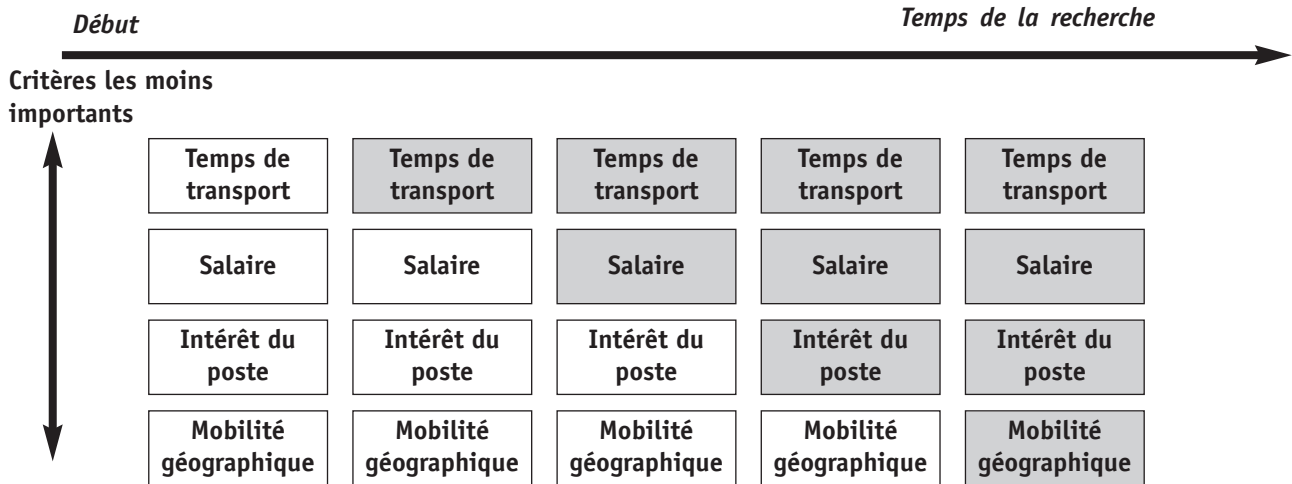 Début
Temps de la recherche
Critères les moins
importants
Temps de
transport
Temps de
transport
Temps de
transport
Temps de
transport
Temps de
transport
Salaire
Salaire
Salaire
Salaire
Salaire
Intérêt du
poste
Intérêt du
poste
Intérêt du
poste
Intérêt du
poste
Intérêt du
poste
Mobilité
géographique
Mobilité
géographique
Mobilité
géographique
Mobilité
géographique
Mobilité
géographique